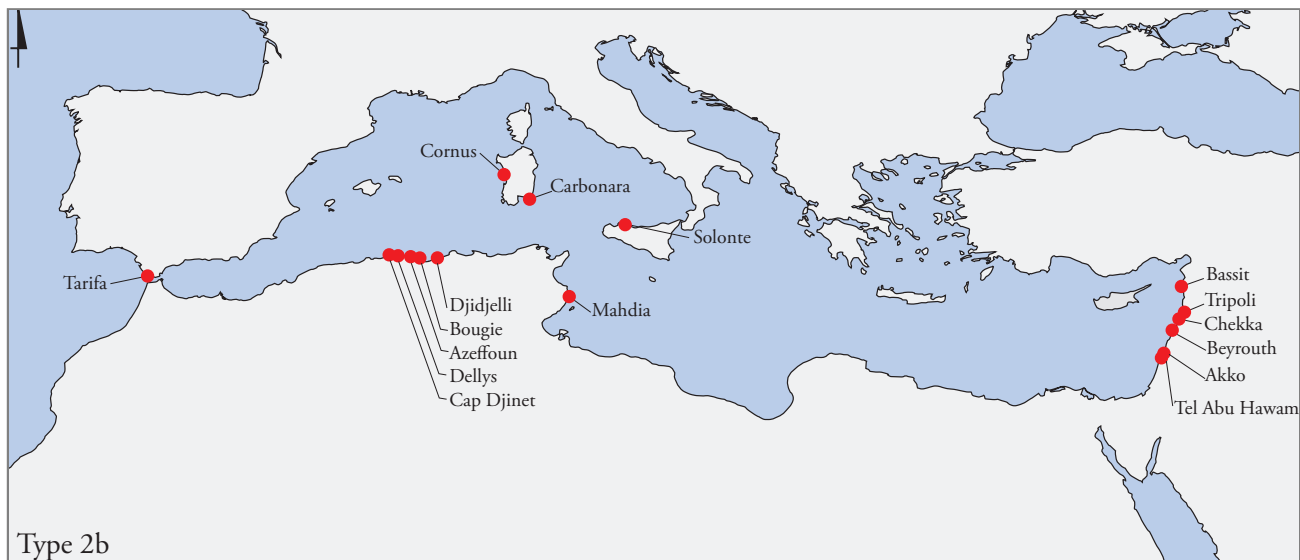 Cornus
Carbonara
Solonte
Tarifa
Bassit
Djidjelli
Mahdia
Tripoli
Bougie
Chekka
Azeffoun
Beyrouth
Dellys
Akko
Cap Djinet
Tel Abu Hawam
Type 2b